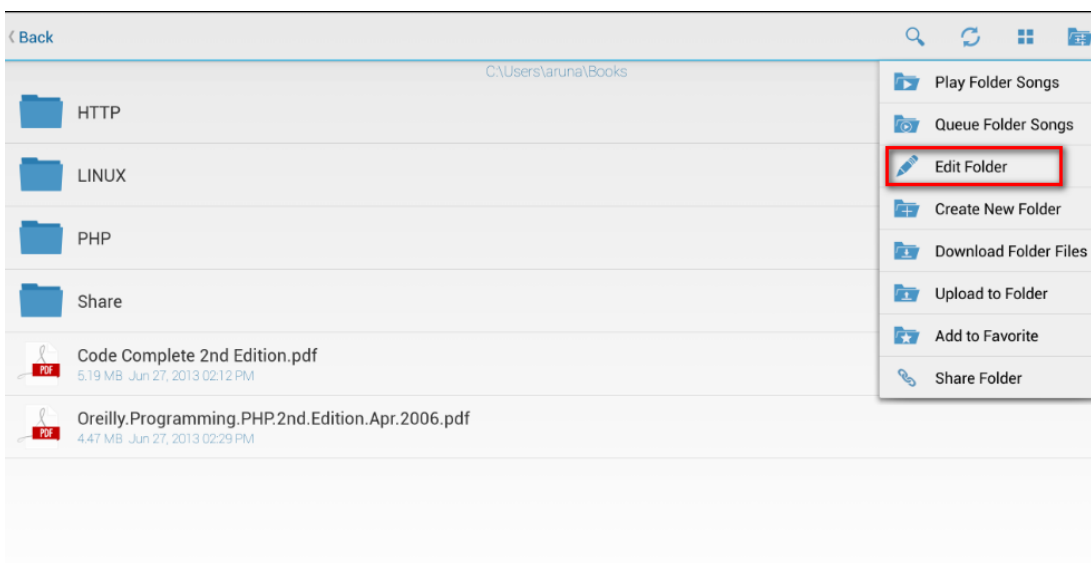 Back
C:\Users\aruna\Books
HTTP
LINUX
PHP
Share
PDF
Code Complete 2nd Edition.pdf
5.19 MB Jun 27, 2013 02:12 PM
PDF
Oreilly.Programming.PHP.2nd.Edition.Apr.2006.pdf
4.47 MB Jun 27, 2013 02:29 PM
Play Folder Songs
Queue Folder Songs
Edit Folder
Create New Folder
Download Folder Files
Upload to Folder
Add to Favorite
Share Folder